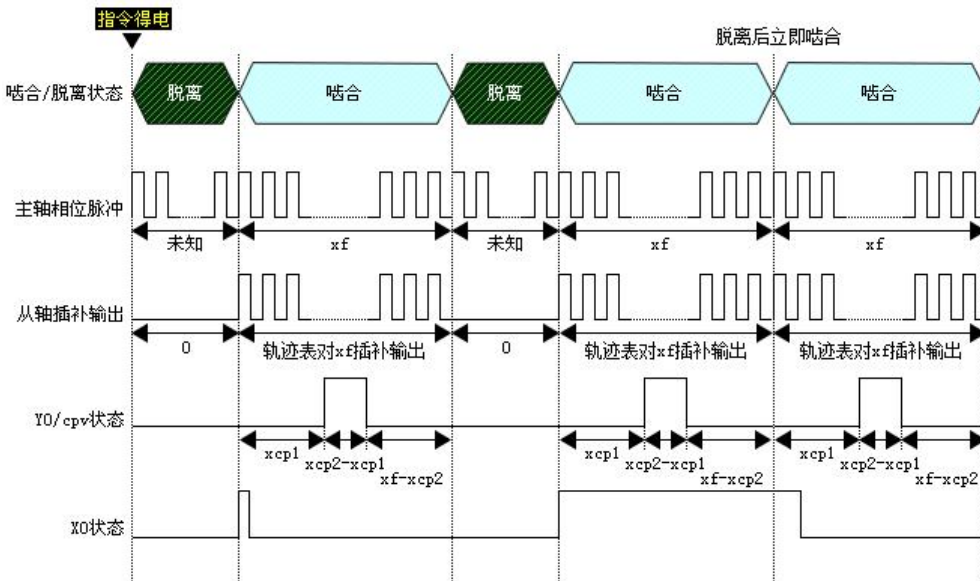 指令得电
脱离后立即啮合
啮合/脱离状态
脱离
啮合
脱离
啮合
啮合
主轴相位脉冲
未知
xf
未知
xf
xf
从轴插补输出
0
轨迹表对xf插补输出
0
轨迹表对xf插补输出
轨迹表对xf插补输出
Y0/cpv状态
xcp1
xcp2-xcp1
xf-xcp2
xcp1
xcp2-xcp1
xf-xcp2
xcp1
xcp2-xcp1
xf-xcp2
X0状态